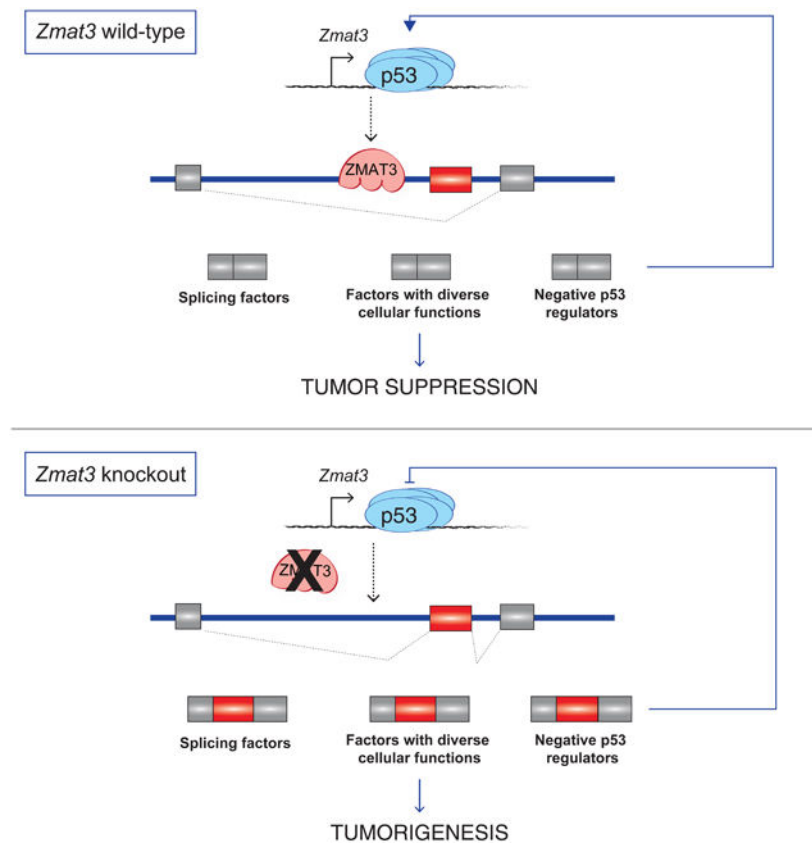 Zmat3 wild-type
Zmat3
p53
ZMAT3
Splicing factors
Factors with diverse
cellular functions
Negative p53
regulators
TUMOR SUPPRESSION
Zmat3 knockout
Zmat3
p53
ZMAT3
Splicing factors
Factors with diverse
cellular functions
Negative p53
regulators
TUMORIGENESIS